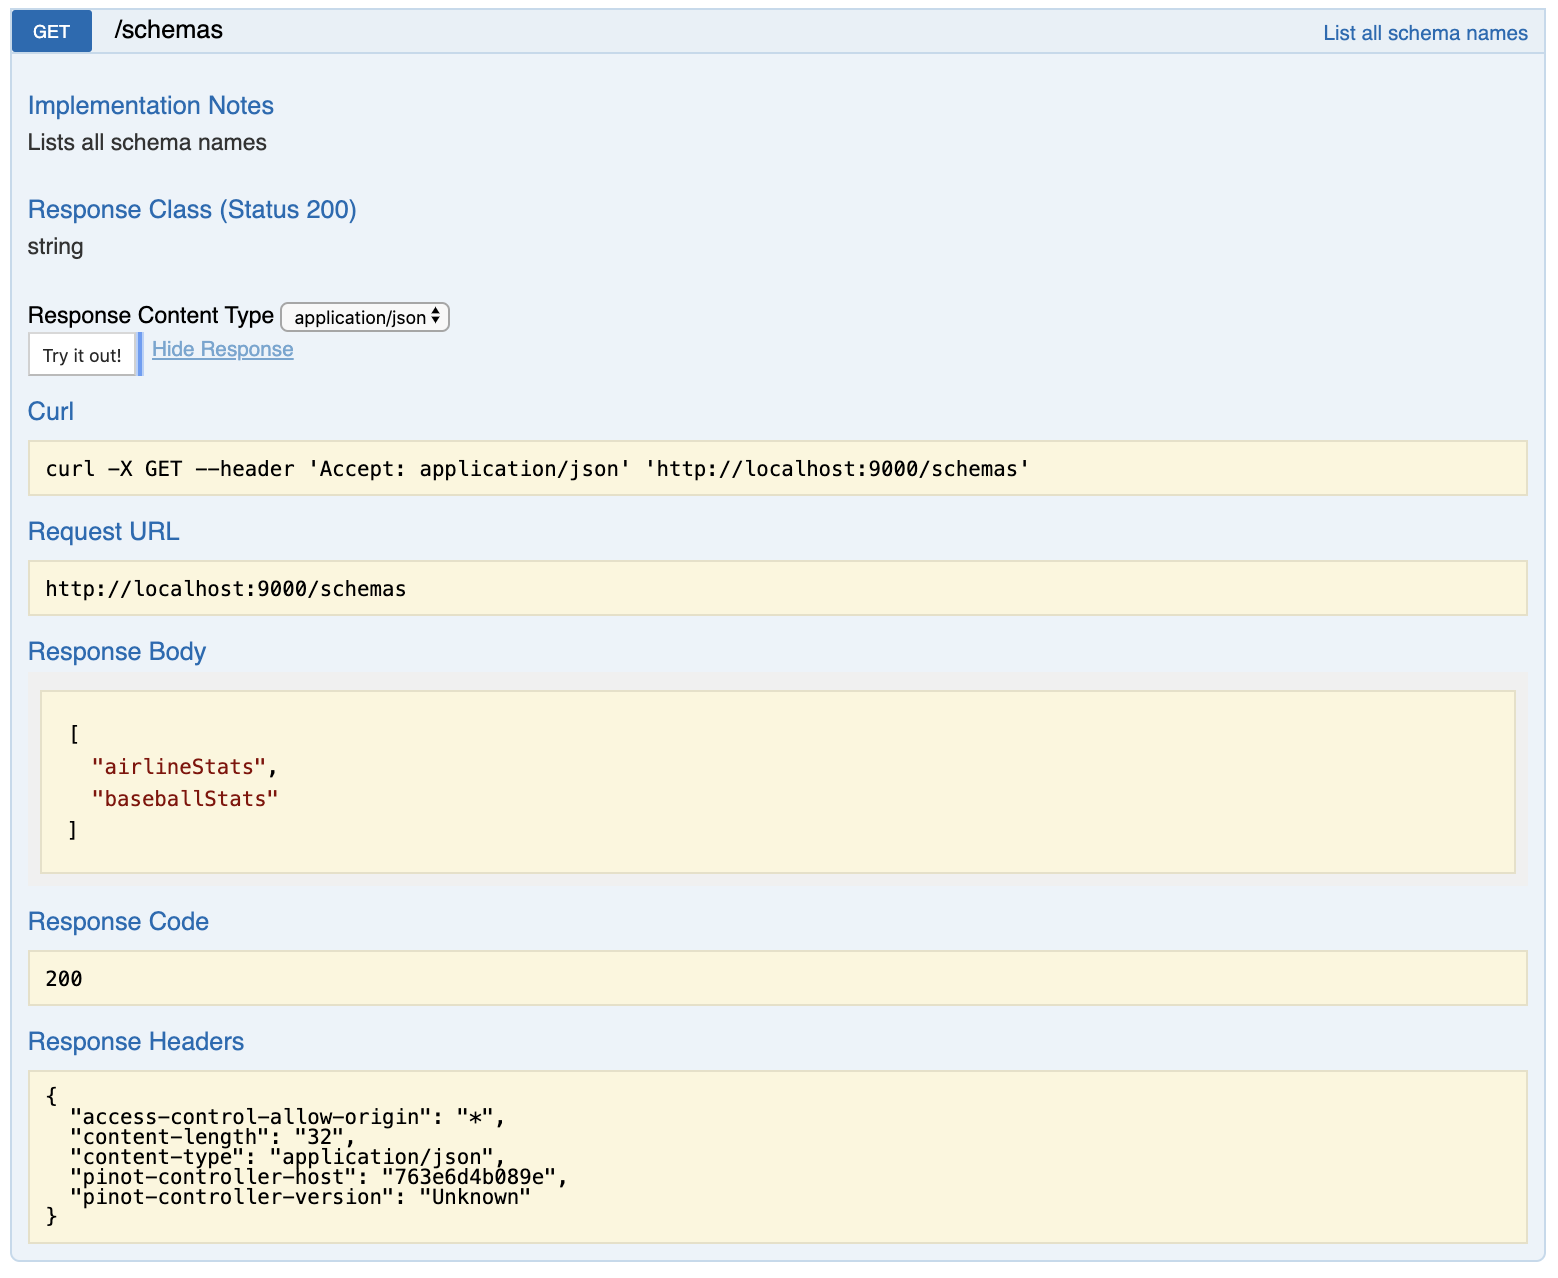 GET /schemas List all schema names
Implementation Notes
Lists all schema names
Response Class (Status 200)
string
Response Content Type application/json
Try it out! Hide Response
Curl
curl -X GET --header 'Accept: application/json' 'http://localhost:9000/schemas'
Request URL
http://localhost:9000/schemas
Response Body
[
  "airlineStats",
  "baseballStats"
]
Response Code
200
Response Headers
{
  "access-control-allow-origin": "*",
  "content-length": "32",
  "content-type": "application/json",
  "pinot-controller-host": "763e6d4b089e",
  "pinot-controller-version": "Unknown"
}